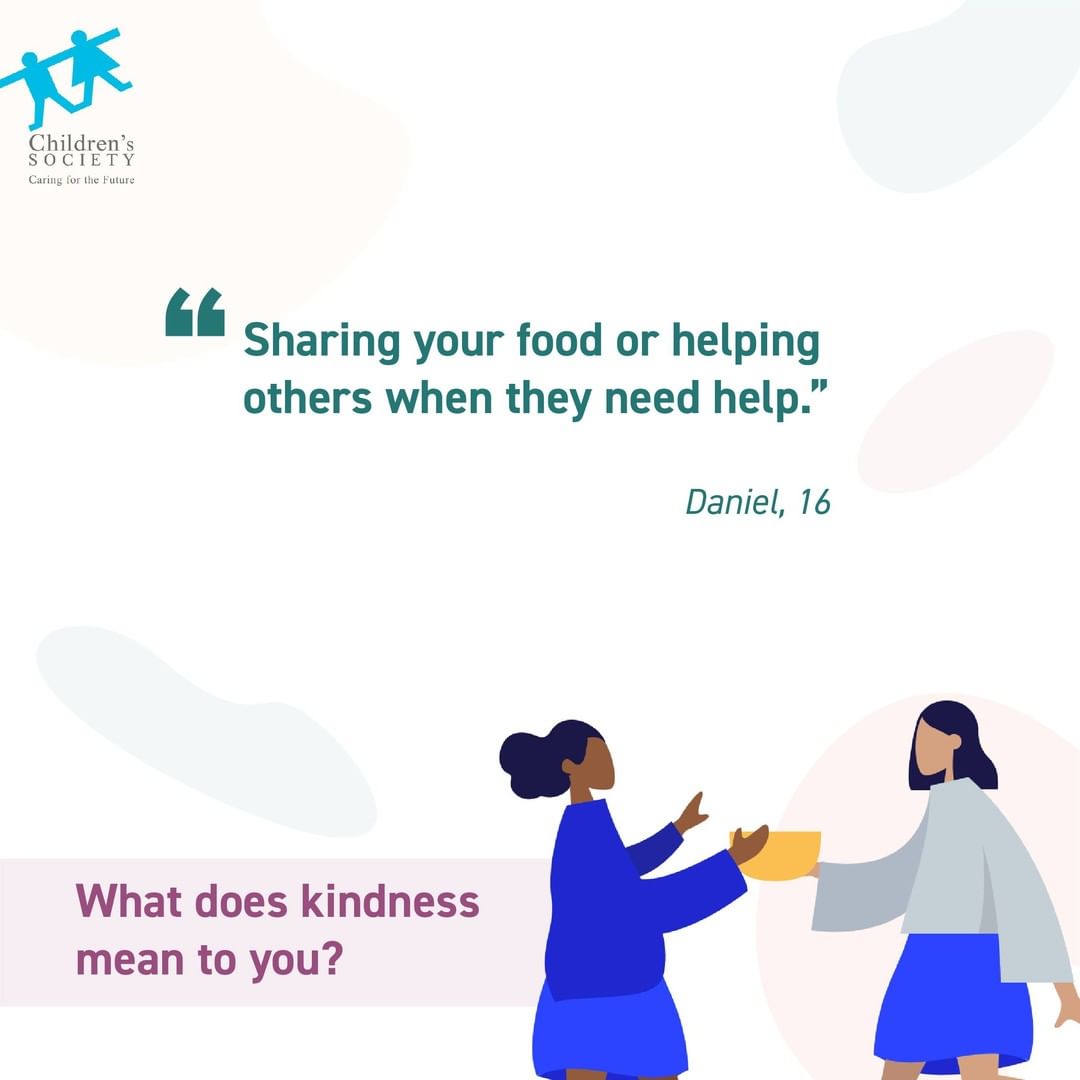 Children's
SOCIETY
Caring for the Future
“Sharing your food or helping
others when they need help.”
Daniel, 16
What does kindness
mean to you?